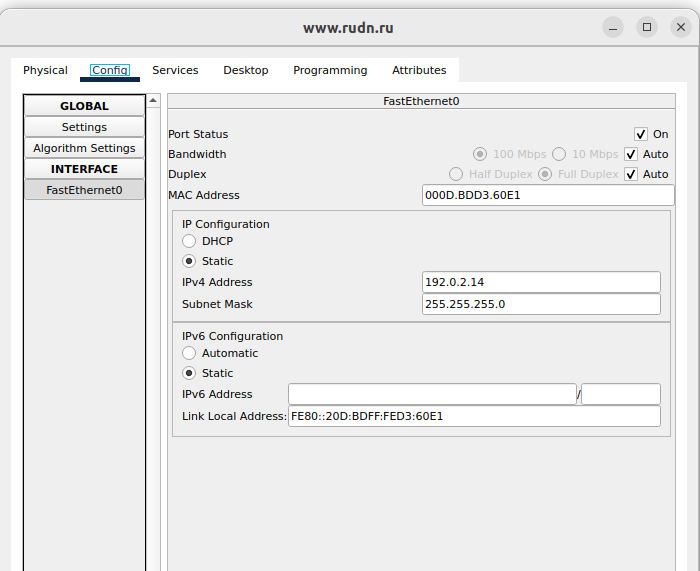 www.rudn.ru
Physical Config Services Desktop Programming Attributes
GLOBAL
Settings
Algorithm Settings
INTERFACE
FastEthernet0
FastEthernet0
Port Status On
Bandwidth 100 Mbps 10 Mbps Auto
Duplex Half Duplex Full Duplex Auto
MAC Address 000D.BDD3.60E1
IP Configuration
DHCP
Static
IPv4 Address 192.0.2.14
Subnet Mask 255.255.255.0
IPv6 Configuration
Automatic
Static
IPv6 Address /
Link Local Address: FE80::20D:BDFF:FED3:60E1